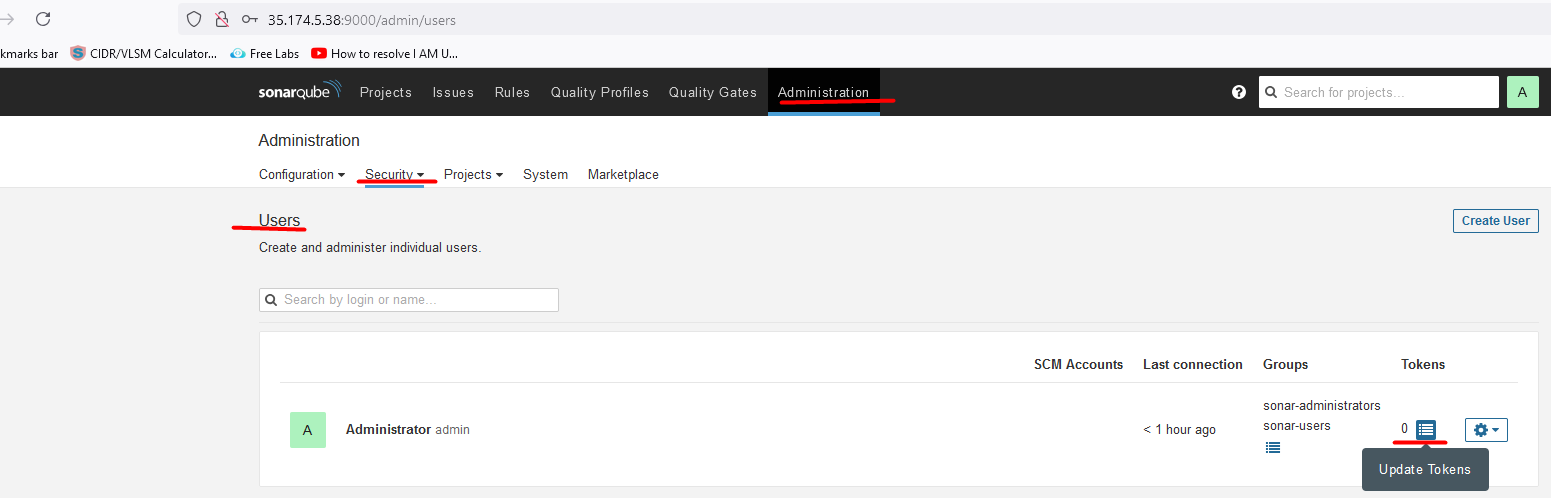 35.174.5.38:9000/admin/users
kmarks bar CIDR/VLSM Calculator... Free Labs How to resolve I AM U...
sonarqube Projects Issues Rules Quality Profiles Quality Gates Administration ? Search for projects... A
Administration
Configuration Security Projects System Marketplace
Users Create User
Create and administer individual users.
Search by login or name...
SCM Accounts Last connection Groups Tokens
sonar-administrators
A Administrator admin < 1 hour ago sonar-users 0
Update Tokens